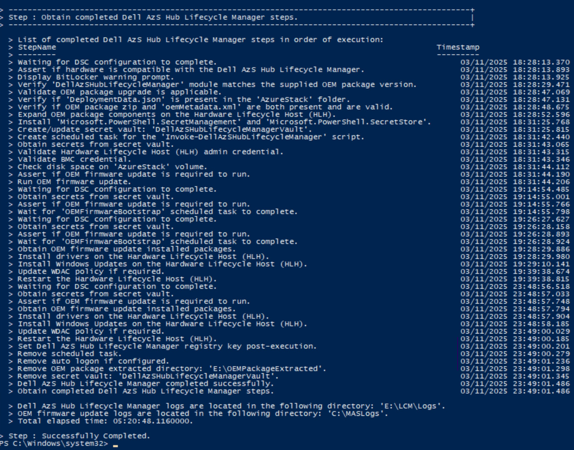 > Step : Obtain completed Dell AzS Hub Lifecycle Manager steps. |
> List of completed Dell AzS Hub Lifecycle Manager steps in order of execution:
> StepName Timestamp
> -------- ---------
> Waiting for DSC configuration to complete. 03/11/2025 18:28:13.370
> Assert if hardware is compatible with the Dell AzS Hub Lifecycle Manager. 03/11/2025 18:28:13.893
> Display BitLocker warning prompt. 03/11/2025 18:28:13.925
> Verify 'DellAzSHubLifecycleManager' module matches the supplied OEM package version. 03/11/2025 18:28:29.471
> Validate OEM package upgrade is applicable. 03/11/2025 18:28:47.069
> Verify if 'DeploymentData.json' is present in the 'AzureStack' folder. 03/11/2025 18:28:47.131
> Verify if OEM package zip and 'oemMetadata.xml' are both present and are valid. 03/11/2025 18:28:48.675
> Expand OEM package components on the Hardware Lifecycle Host (HLH). 03/11/2025 18:28:52.596
> Install 'Microsoft.PowerShell.SecretManagement' and 'Microsoft.PowerShell.SecretStore'. 03/11/2025 18:31:25.768
> Create/update secret vault: 'DellAzSHubLifecycleManagerVault'. 03/11/2025 18:31:25.815
> Create scheduled task for the 'Invoke-DellAzSHubLifecycleManager' script. 03/11/2025 18:31:42.440
> Obtain secrets from secret vault. 03/11/2025 18:31:43.065
> Validate Hardware Lifecycle Host (HLH) admin credential. 03/11/2025 18:31:43.315
> Validate BMC credential. 03/11/2025 18:31:43.346
> Check disk space on 'AzureStack' volume. 03/11/2025 18:31:44.112
> Assert if OEM firmware update is required to run. 03/11/2025 18:31:44.190
> Run OEM firmware update. 03/11/2025 18:31:44.206
> Waiting for DSC configuration to complete. 03/11/2025 19:14:54.485
> Obtain secrets from secret vault. 03/11/2025 19:14:55.001
> Assert if OEM firmware update is required to run. 03/11/2025 19:14:55.766
> Wait for 'OEMFirmwareBootstrap' scheduled task to complete. 03/11/2025 19:14:55.798
> Waiting for DSC configuration to complete. 03/11/2025 19:26:27.627
> Obtain secrets from secret vault. 03/11/2025 19:26:28.158
> Assert if OEM firmware update is required to run. 03/11/2025 19:26:28.893
> Wait for 'OEMFirmwareBootstrap' scheduled task to complete. 03/11/2025 19:26:28.924
> Obtain OEM firmware update installed packages. 03/11/2025 19:28:29.886
> Install drivers on the Hardware Lifecycle Host (HLH). 03/11/2025 19:28:29.980
> Install Windows Updates on the Hardware Lifecycle Host (HLH). 03/11/2025 19:29:10.141
> Update WDAC policy if required. 03/11/2025 19:39:38.674
> Restart the Hardware Lifecycle Host (HLH). 03/11/2025 19:39:38.815
> Waiting for DSC configuration to complete. 03/11/2025 23:48:56.518
> Obtain secrets from secret vault. 03/11/2025 23:48:57.033
> Assert if OEM firmware update is required to run. 03/11/2025 23:48:57.748
> Obtain OEM firmware update installed packages. 03/11/2025 23:48:57.794
> Install drivers on the Hardware Lifecycle Host (HLH). 03/11/2025 23:48:57.904
> Install Windows Updates on the Hardware Lifecycle Host (HLH). 03/11/2025 23:48:58.185
> Update WDAC policy if required. 03/11/2025 23:49:00.029
> Restart the Hardware Lifecycle Host (HLH). 03/11/2025 23:49:00.185
> Set Dell AzS Hub Lifecycle Manager registry key post-execution. 03/11/2025 23:49:00.201
> Remove scheduled task. 03/11/2025 23:49:00.279
> Remove auto logon if configured. 03/11/2025 23:49:01.236
> Remove OEM package extracted directory: 'E:\OEMPackageExtracted'. 03/11/2025 23:49:01.298
> Remove secret vault: 'DellAzSHubLifecycleManagerVault'. 03/11/2025 23:49:01.345
> Dell AzS Hub Lifecycle Manager completed successfully. 03/11/2025 23:49:01.486
> Obtain completed Dell AzS Hub Lifecycle Manager steps. 03/11/2025 23:49:01.486
> Dell AzS Hub Lifecycle Manager logs are located in the following directory: 'E:\LCM\Logs'.
> OEM firmware update logs are located in the following directory: 'C:\MASLogs'.
> Total elapsed time: 05:20:48.1160000.
> Step : Successfully Completed.
PS C:\Windows\system32>